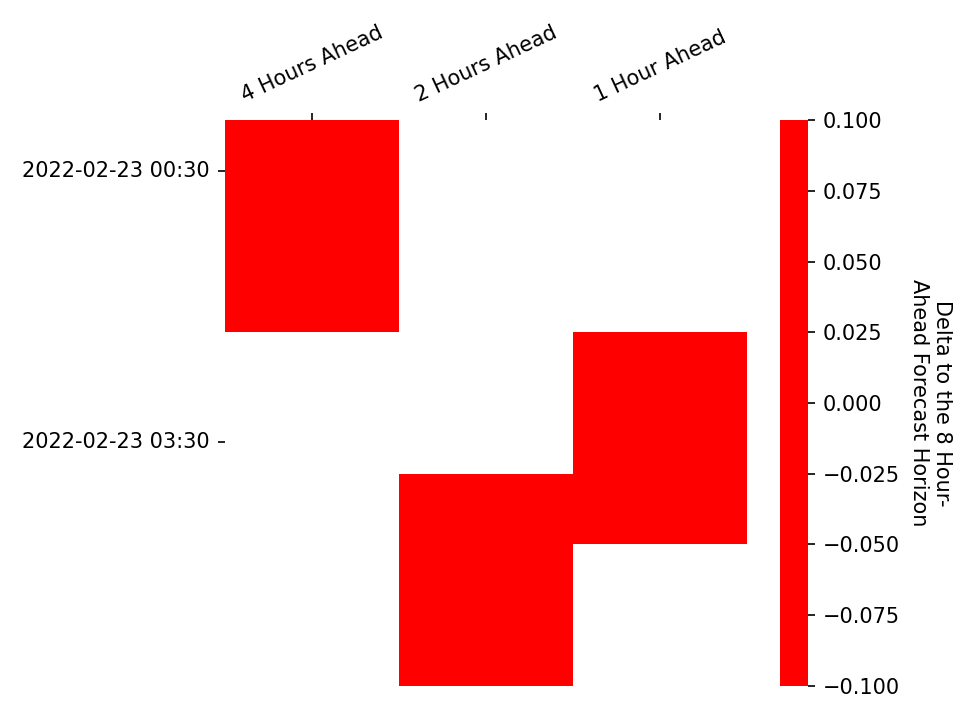 4 Hours Ahead
2 Hours Ahead
1 Hour Ahead
2022-02-23 00:30
2022-02-23 03:30
0.100
0.075
0.050
0.025
0.000
−0.025
−0.050
−0.075
−0.100
Delta to the 8 Hour-
Ahead Forecast Horizon